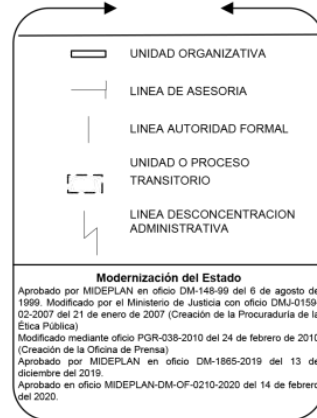 UNIDAD ORGANIZATIVA
LINEA DE ASESORIA
LINEA AUTORIDAD FORMAL
UNIDAD O PROCESO
TRANSITORIO
LINEA DESCONCENTRACION
ADMINISTRATIVA
Modernización del Estado
Aprobado por MIDEPLAN en oficio DM-148-99 del 6 de agosto de
1999. Modificado por el Ministerio de Justicia con oficio DMJ-0159-
02-2007 del 21 de enero de 2007 (Creación de la Procuraduría de la
Ética Pública)
Modificado mediante oficio PGR-038-2010 del 24 de febrero de 2010
(Creación de la Oficina de Prensa)
Aprobado por MIDEPLAN en oficio DM-1865-2019 del 13 de
diciembre del 2019.
Aprobado en oficio MIDEPLAN-DM-OF-0210-2020 del 14 de febrero
del 2020.